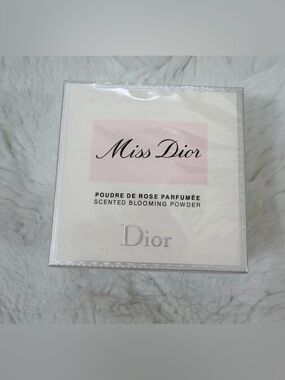 Miss Dior
POUDRE DE ROSE PARFUMÉE
SCENTED BLOOMING POWDER
Dior